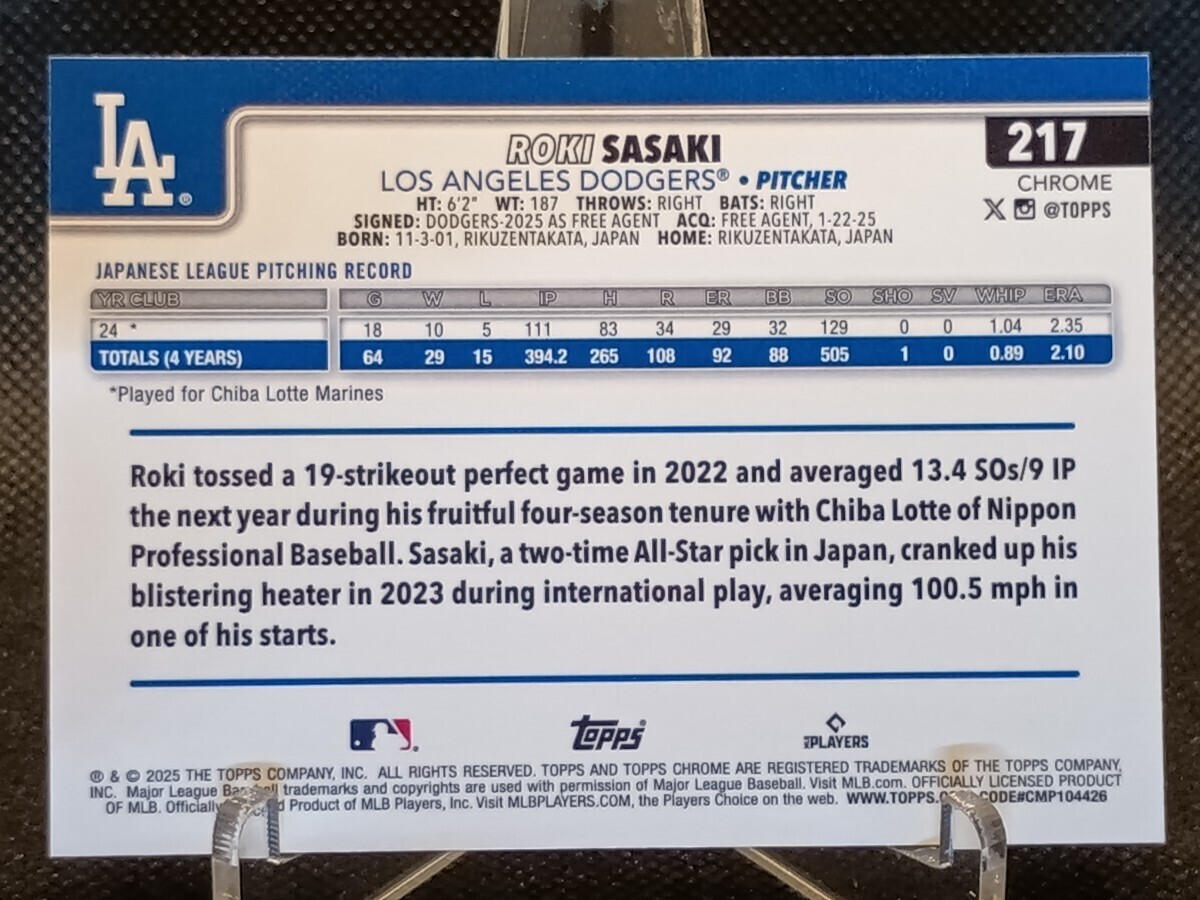 LA®
ROKI SASAKI
217
LOS ANGELES DODGERS® • PITCHER
CHROME
HT: 6'2" WT: 187 THROWS: RIGHT BATS: RIGHT
X @TOPPS
SIGNED: DODGERS-2025 AS FREE AGENT ACQ: FREE AGENT, 1-22-25
BORN: 11-3-01, RIKUZENTAKATA, JAPAN HOME: RIKUZENTAKATA, JAPAN
JAPANESE LEAGUE PITCHING RECORD
YR CLUB G W L IP H R ER BB SO SHO SV WHIP ERA
24 * 18 10 5 111 83 34 29 32 129 0 0 1.04 2.35
TOTALS (4 YEARS) 64 29 15 394.2 265 108 92 88 505 1 0 0.89 2.10
*Played for Chiba Lotte Marines
Roki tossed a 19-strikeout perfect game in 2022 and averaged 13.4 SOs/9 IP
the next year during his fruitful four-season tenure with Chiba Lotte of Nippon
Professional Baseball. Sasaki, a two-time All-Star pick in Japan, cranked up his
blistering heater in 2023 during international play, averaging 100.5 mph in
one of his starts.
Topps® PLAYERS
® & © 2025 THE TOPPS COMPANY, INC. ALL RIGHTS RESERVED. TOPPS AND TOPPS CHROME ARE REGISTERED TRADEMARKS OF THE TOPPS COMPANY,
INC. Major League trademarks and copyrights are used with permission of Major League Baseball. Visit MLB.com. OFFICIALLY LICENSED PRODUCT
OF MLB. Officially Product of MLB Players, Inc. Visit MLBPLAYERS.COM, the Players Choice on the web. WWW.TOPPS. CODE#CMP104426